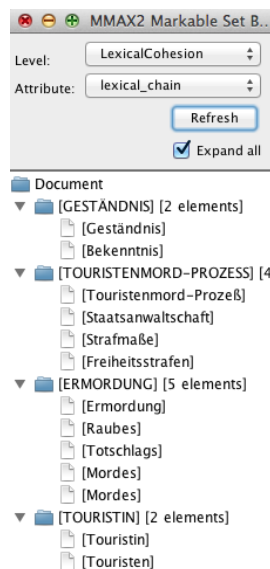 MMAX2 Markable Set B...
Level: LexicalCohesion
Attribute: lexical_chain
Refresh
Expand all
Document
[GESTÄNDNIS] [2 elements]
[Geständnis]
[Bekenntnis]
[TOURISTENMORD-PROZESS] [4
[Touristenmord-Prozeß]
[Staatsanwaltschaft]
[Strafmaße]
[Freiheitsstrafen]
[ERMORDUNG] [5 elements]
[Ermordung]
[Raubes]
[Totschlags]
[Mordes]
[Mordes]
[TOURISTIN] [2 elements]
[Touristin]
[Touristen]